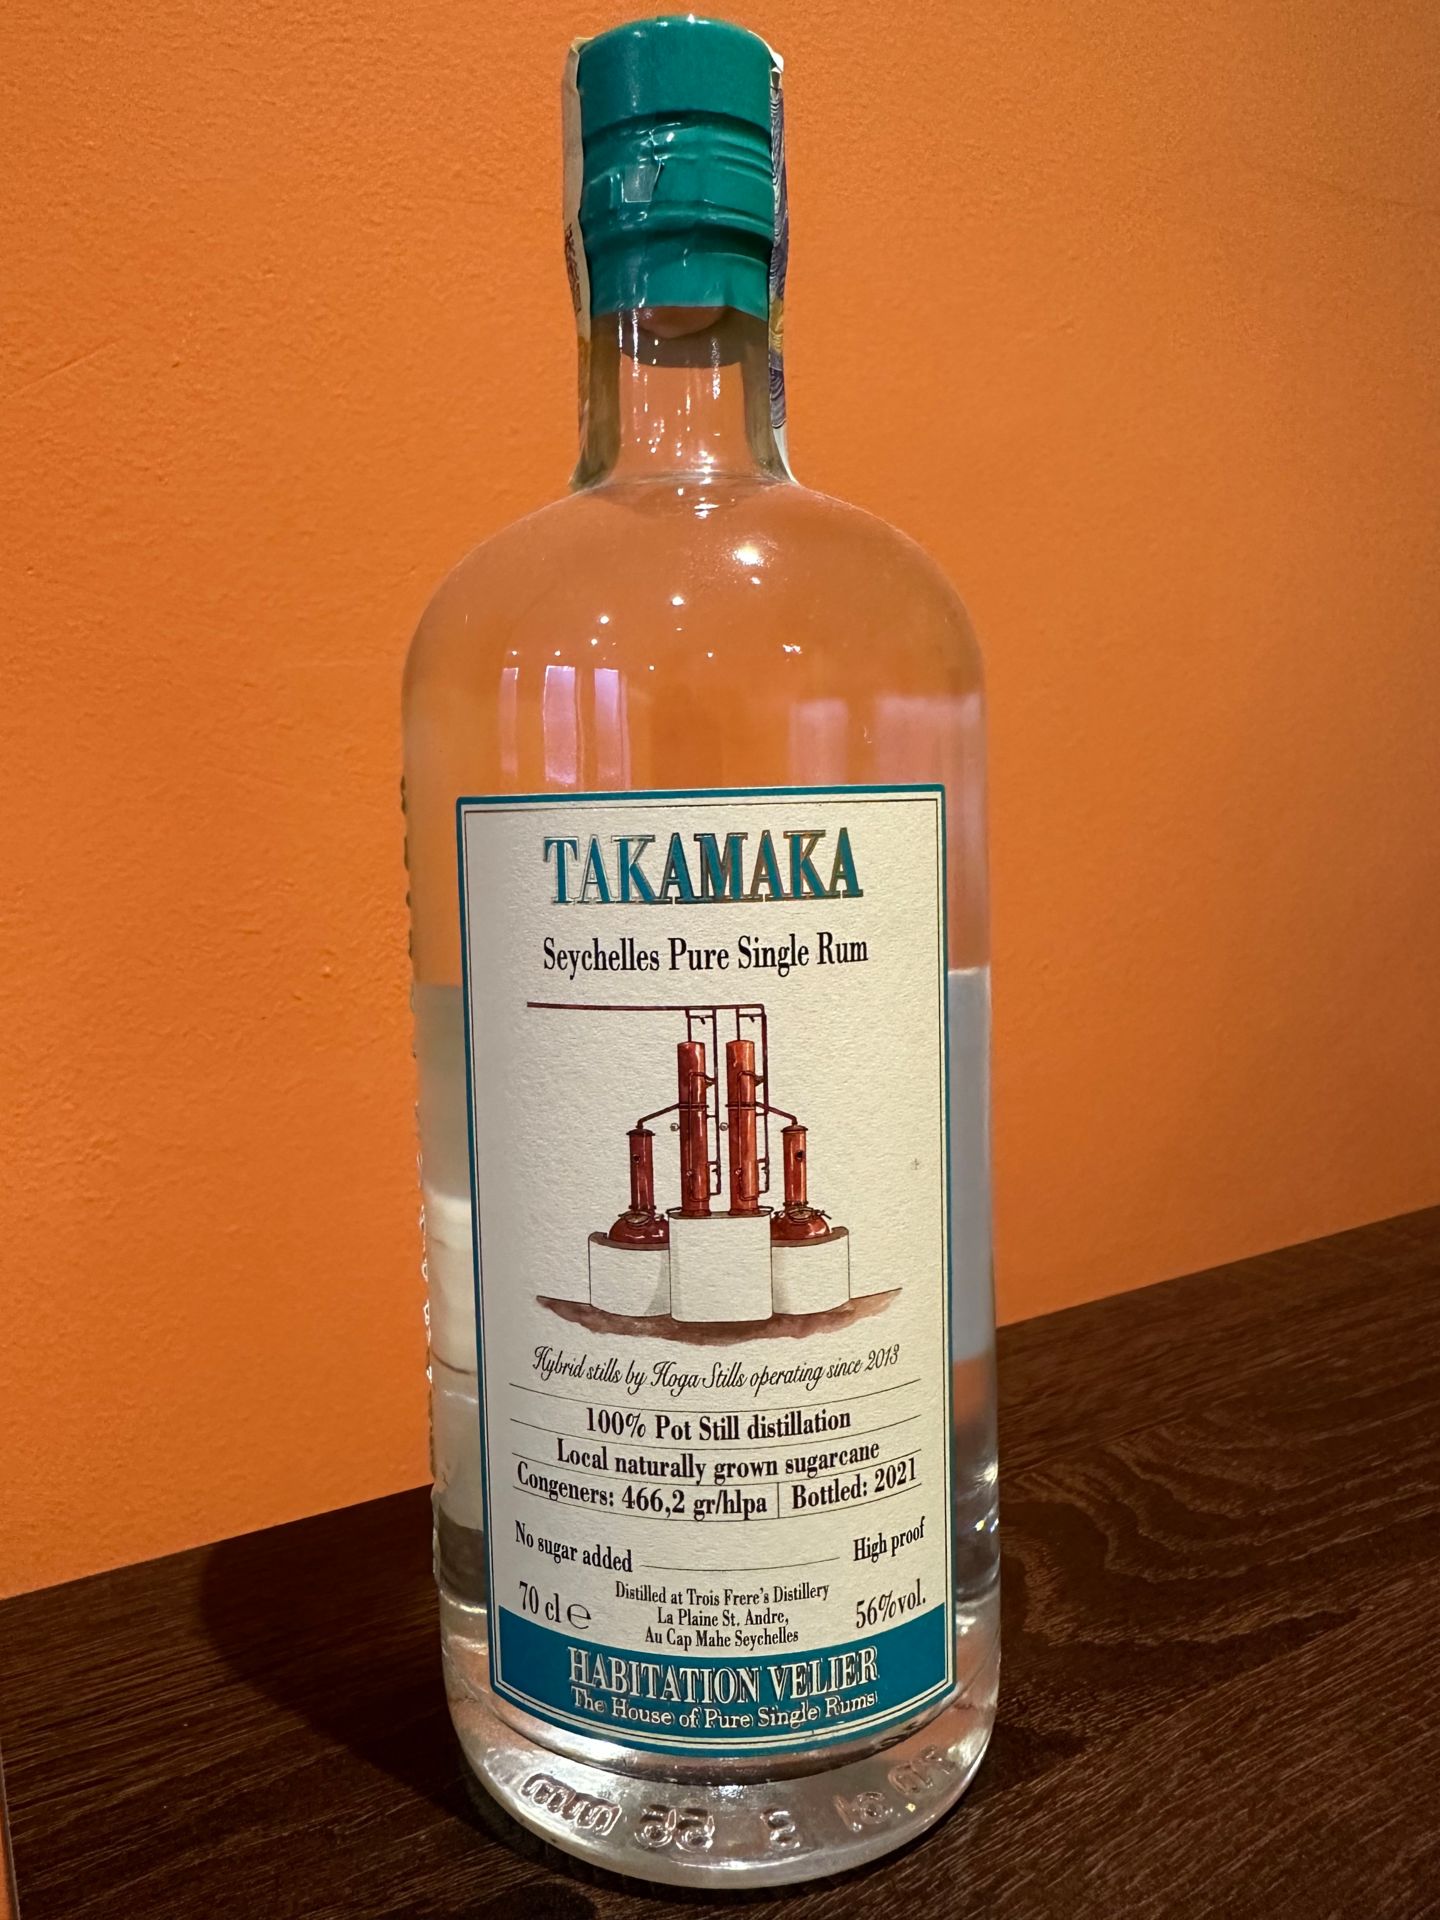 TAKAMAKA
Seychelles Pure Single Rum
Hybrid stills by Hoga Stills operating since 2013
100% Pot Still distillation
Local naturally grown sugarcane
Congeners: 466,2 gr/hlpa | Bottled: 2021
No sugar added High proof
70 cl ℮
Distilled at Trois Frere's Distillery
La Plaine St. Andre,
Au Cap Mahe Seychelles
56%vol.
HABITATION VELIER
The House of Pure Single Rums